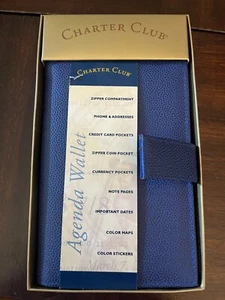 CHARTER CLUB
CHARTER CLUB
Agenda Wallet
ZIPPER COMPARTMENT
PHONE & ADDRESSES
CREDIT CARD POCKETS
ZIPPER COIN-POCKET
CURRENCY POCKETS
NOTE PAGES
IMPORTANT DATES
COLOR MAPS
COLOR STICKERS